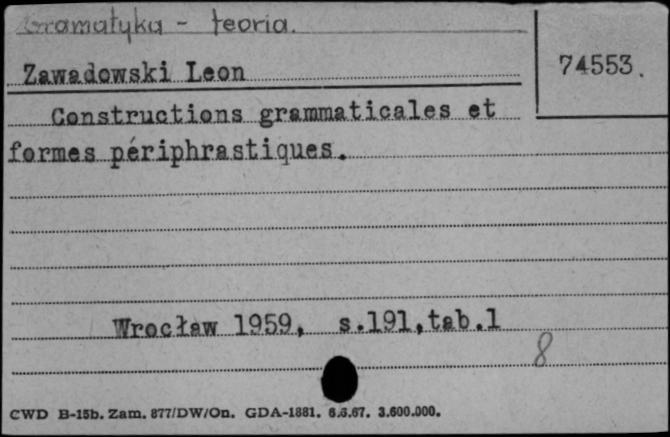 Gramatyka - teoria.
74553.
Zawadowski Leon
Constructions grammaticales et
formes périphrastiques.
Wrocław 1959, s.191,tab.1
8
CWD B-15b. Zam. 877/DW/On. GDA-1881. 6.6.67. 3.600.000.